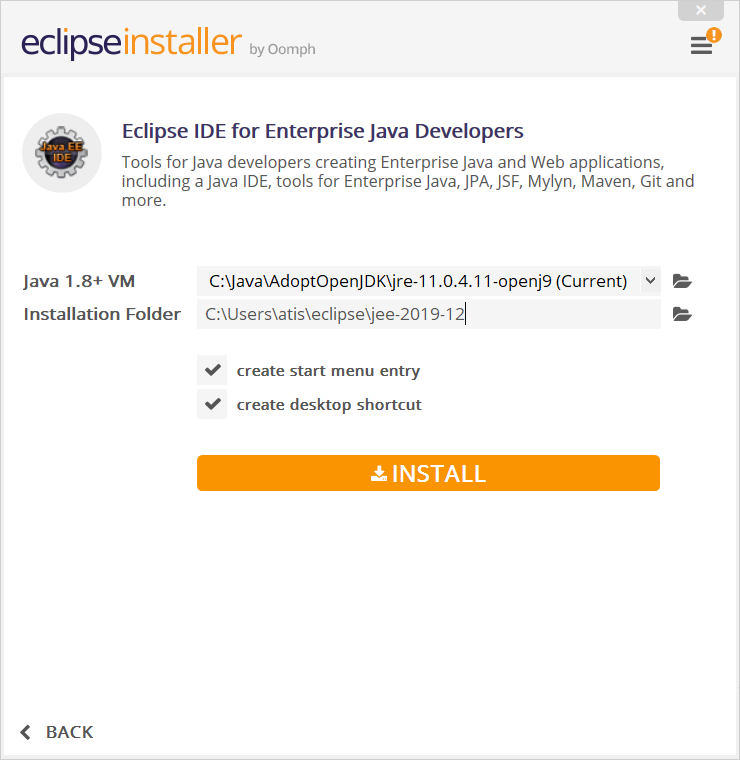 eclipseinstaller by Oomph
!
Java EE
IDE
Eclipse IDE for Enterprise Java Developers
Tools for Java developers creating Enterprise Java and Web applications,
including a Java IDE, tools for Enterprise Java, JPA, JSF, Mylyn, Maven, Git and
more.
Java 1.8+ VM C:\Java\AdoptOpenJDK\jre-11.0.4.11-openj9 (Current)
Installation Folder C:\Users\atis\eclipse\jee-2019-12
create start menu entry
create desktop shortcut
INSTALL
BACK